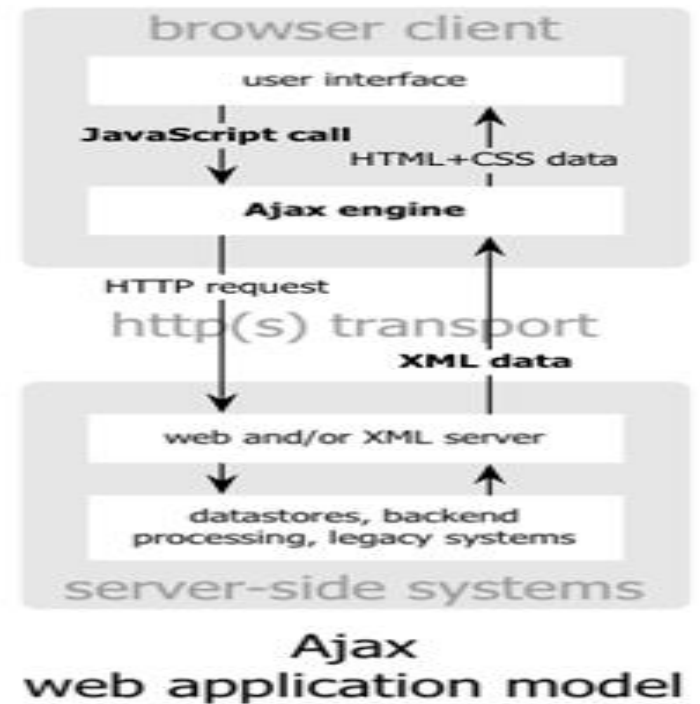 browser client
user interface
JavaScript call
HTML+CSS data
Ajax engine
HTTP request
http(s) transport
XML data
web and/or XML server
datastores, backend
processing, legacy systems
server-side systems
Ajax
web application model